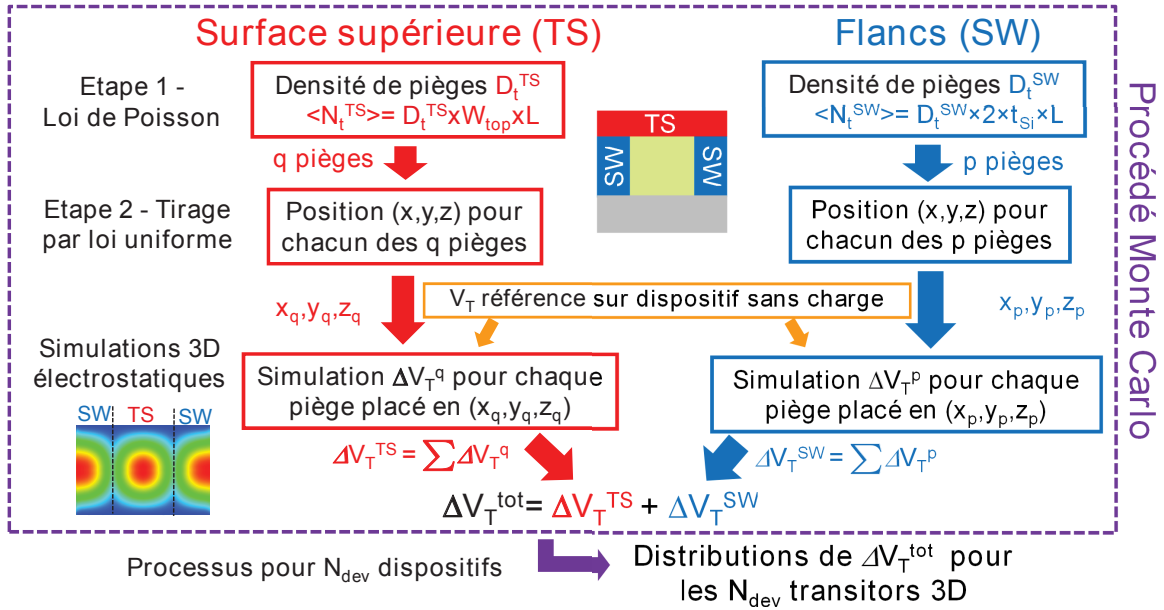 Surface supérieure (TS)
Flancs (SW)
Etape 1 -
Loi de Poisson
Densité de pièges D_t^TS
<N_t^TS>= D_t^TS×W_top×L
Densité de pièges D_t^SW
<N_t^SW>= D_t^SW×2×t_Si×L
q pièges
p pièges
TS
SW
SW
Etape 2 - Tirage
par loi uniforme
Position (x,y,z) pour
chacun des q pièges
Position (x,y,z) pour
chacun des p pièges
x_q,y_q,z_q
V_T référence sur dispositif sans charge
x_p,y_p,z_p
Simulations 3D
électrostatiques
SW TS SW
Simulation ΔV_T^q pour chaque
piège placé en (x_q,y_q,z_q)
Simulation ΔV_T^p pour chaque
piège placé en (x_p,y_p,z_p)
ΔV_T^TS = ∑ ΔV_T^q
ΔV_T^SW = ∑ ΔV_T^p
ΔV_T^tot = ΔV_T^TS + ΔV_T^SW
Procédé Monte Carlo
Processus pour N_dev dispositifs
Distributions de ΔV_T^tot pour
les N_dev transitors 3D